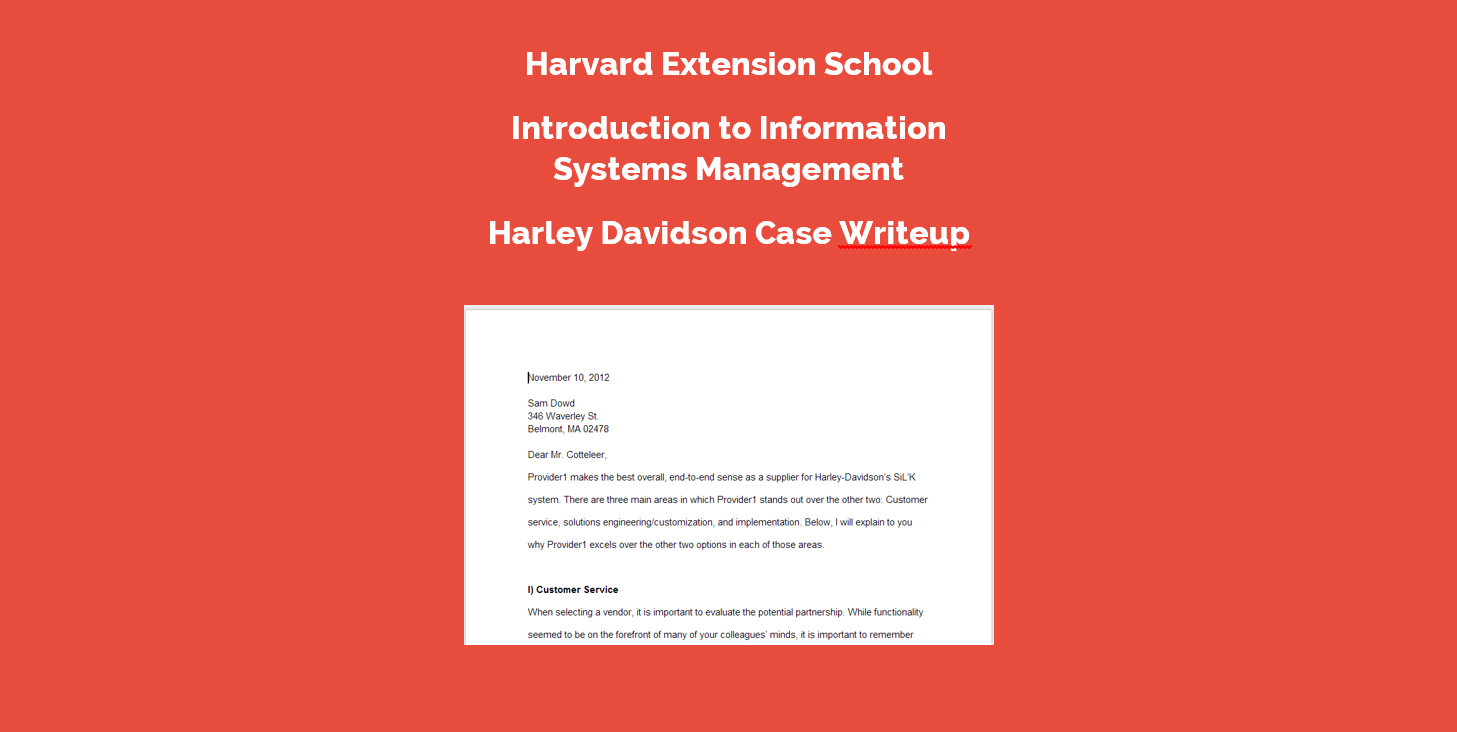 Harvard Extension School
Introduction to Information
Systems Management
Harley Davidson Case Writeup
November 10, 2012
Sam Dowd
346 Waverley St.
Belmont, MA 02478
Dear Mr. Cotteleer,
Provider1 makes the best overall, end-to-end sense as a supplier for Harley-Davidson's SiL'K
system. There are three main areas in which Provider1 stands out over the other two: Customer
service, solutions engineering/customization, and implementation. Below, I will explain to you
why Provider1 excels over the other two options in each of those areas.
I) Customer Service
When selecting a vendor, it is important to evaluate the potential partnership. While functionality
seemed to be on the forefront of many of your colleagues' minds, it is important to remember